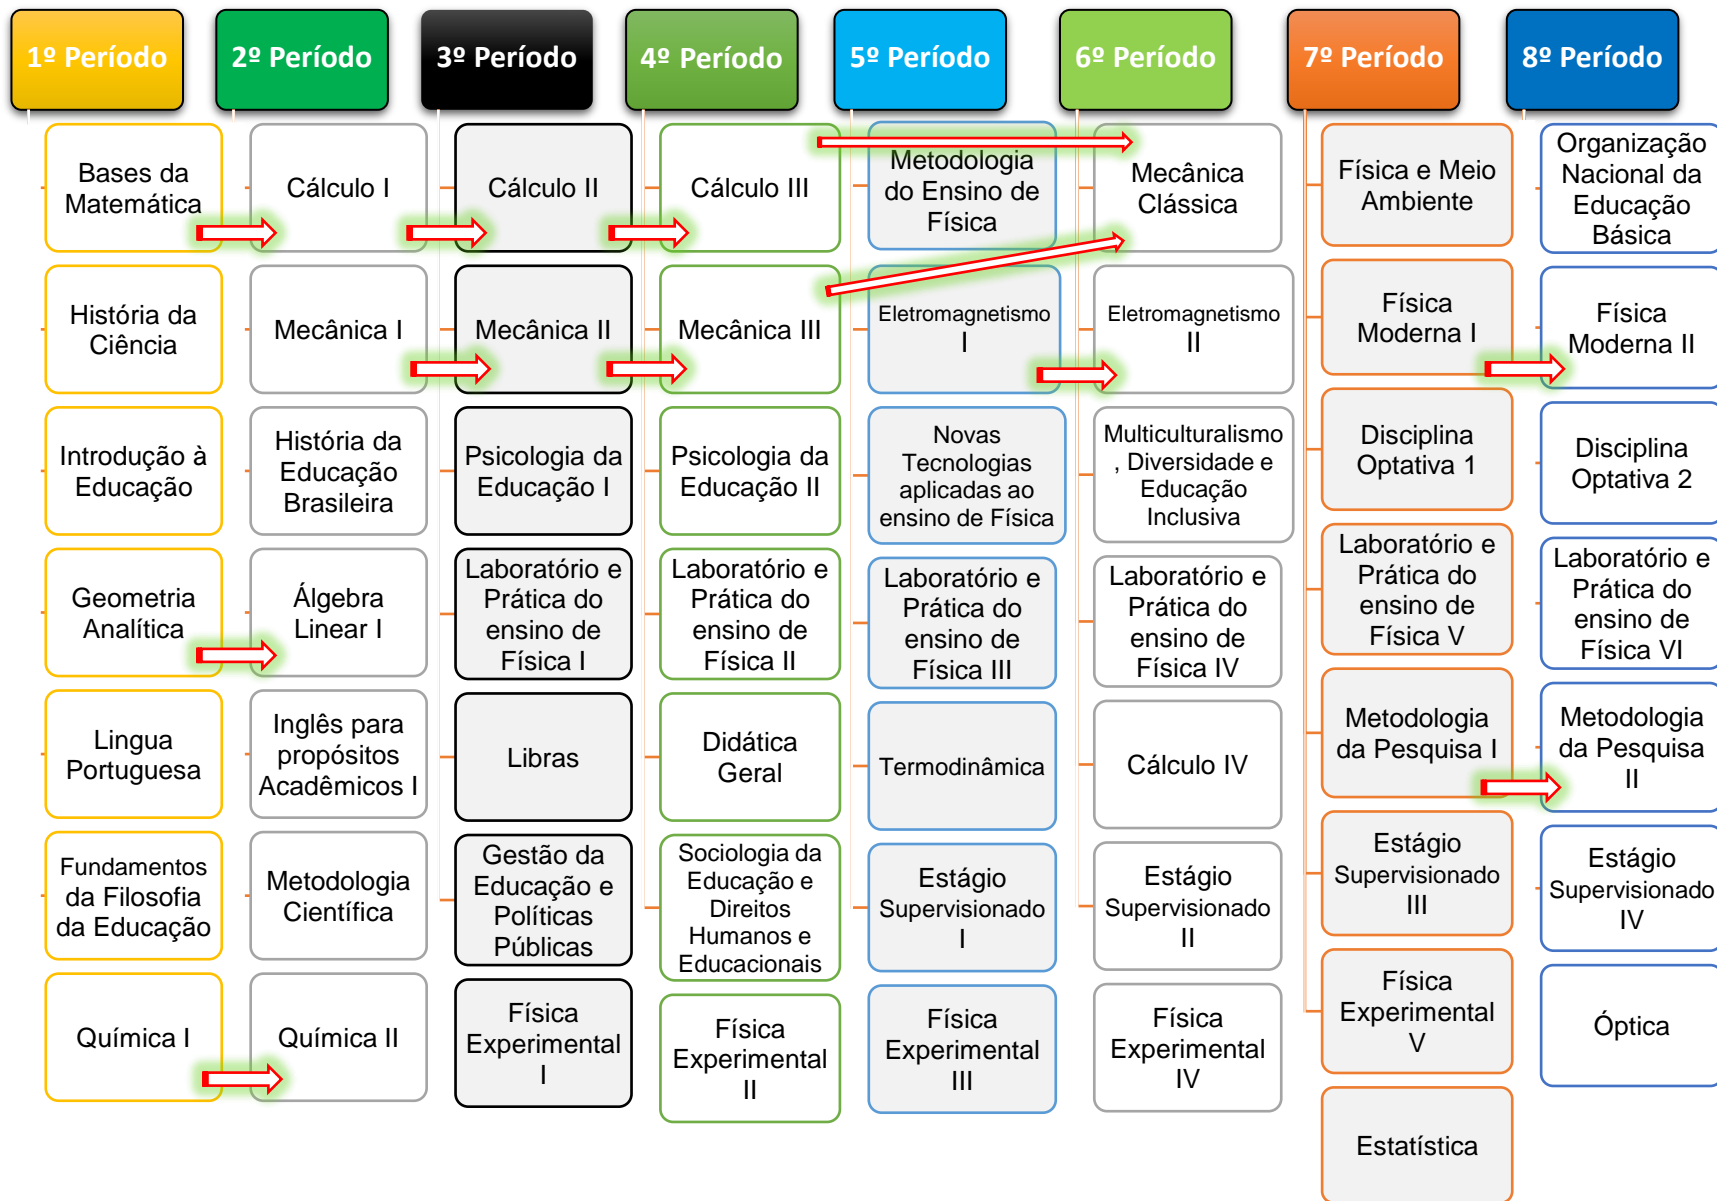 1º Período
2º Período
3º Período
4º Período
5º Período
6º Período
7º Período
8º Período
Bases da
Matemática
História da
Ciência
Introdução à
Educação
Geometria
Analítica
Lingua
Portuguesa
Fundamentos
da Filosofia
da Educação
Química I
Cálculo I
Mecânica I
História da
Educação
Brasileira
Álgebra
Linear I
Inglês para
propósitos
Acadêmicos I
Metodologia
Científica
Química II
Cálculo II
Mecânica II
Psicologia da
Educação I
Laboratório e
Prática do
ensino de
Física I
Libras
Gestão da
Educação e
Políticas
Públicas
Física
Experimental
I
Cálculo III
Mecânica III
Psicologia da
Educação II
Laboratório e
Prática do
ensino de
Física II
Didática
Geral
Sociologia da
Educação e
Direitos
Humanos e
Educacionais
Física
Experimental
II
Metodologia
do Ensino de
Física
Eletromagnetismo
I
Novas
Tecnologias
aplicadas ao
ensino de Física
Laboratório e
Prática do
ensino de
Física III
Termodinâmica
Estágio
Supervisionado
I
Física
Experimental
III
Mecânica
Clássica
Eletromagnetismo
II
Multiculturalismo
, Diversidade e
Educação
Inclusiva
Laboratório e
Prática do
ensino de
Física IV
Cálculo IV
Estágio
Supervisionado
II
Física
Experimental
IV
Física e Meio
Ambiente
Física
Moderna I
Disciplina
Optativa 1
Laboratório e
Prática do
ensino de
Física V
Metodologia
da Pesquisa I
Estágio
Supervisionado
III
Física
Experimental
V
Estatística
Organização
Nacional da
Educação
Básica
Física
Moderna II
Disciplina
Optativa 2
Laboratório e
Prática do
ensino de
Física VI
Metodologia
da Pesquisa
II
Estágio
Supervisionado
IV
Óptica